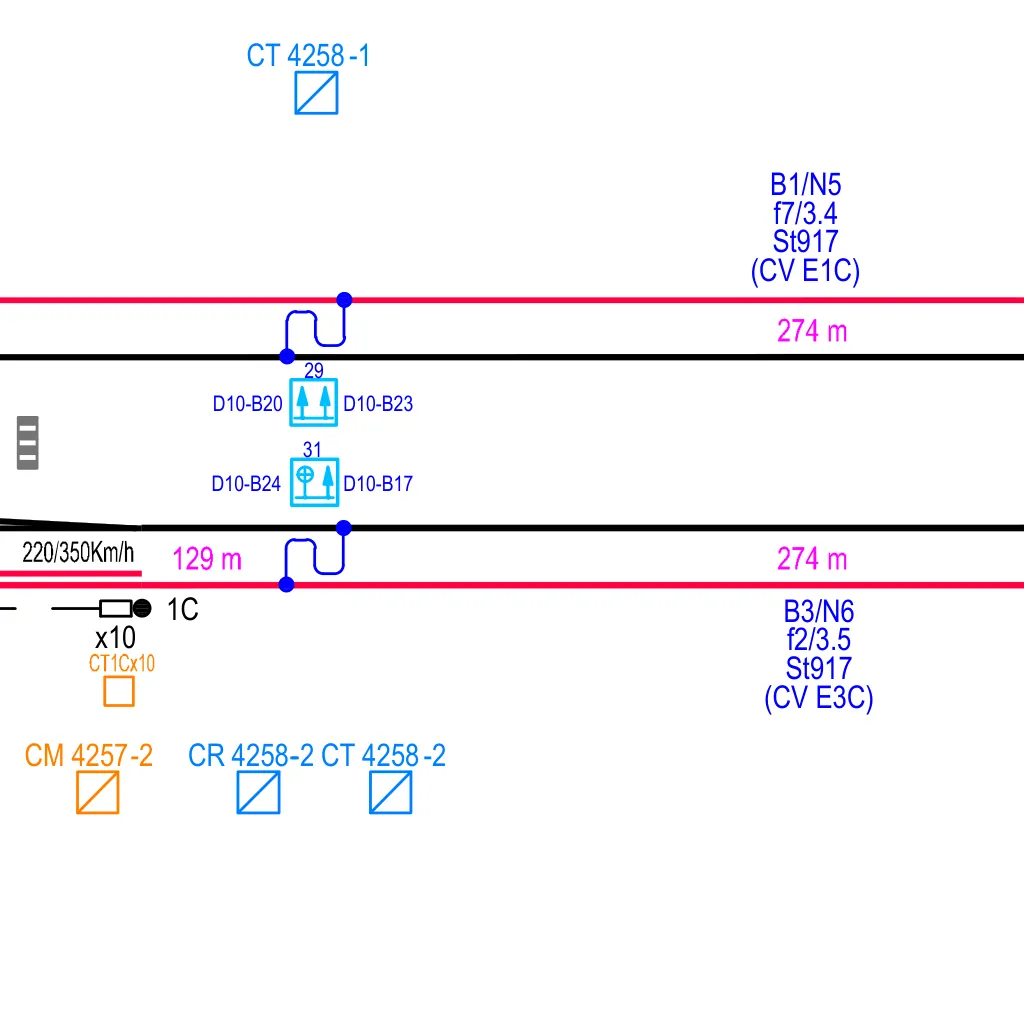 CT 4258-1
B1/N5
f7/3.4
St917
(CV E1C)
274 m
29
D10-B20
D10-B23
31
D10-B24
D10-B17
220/350Km/h
129 m
274 m
1C
x10
CT1Cx10
B3/N6
f2/3.5
St917
(CV E3C)
CM 4257-2
CR 4258-2
CT 4258-2